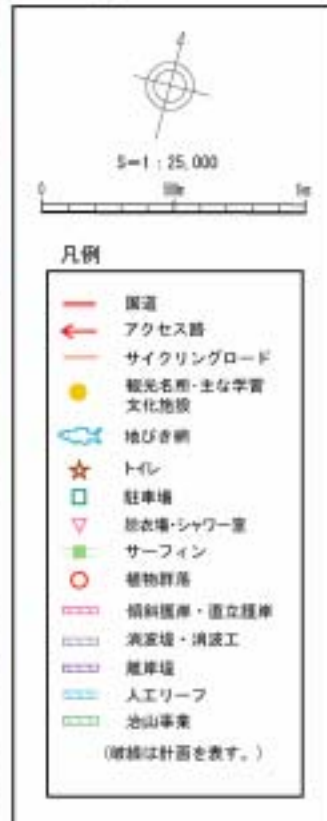 S=1 : 25,000
0 500m 1km
凡例
国道
アクセス路
サイクリングロード
観光名所・主な学習
文化施設
地びき網
トイレ
駐車場
脱衣場・シャワー室
サーフィン
植物群落
傾斜護岸・直立護岸
消波堤・消波工
離岸堤
人工リーフ
治山事業
(破線は計画を表す。)